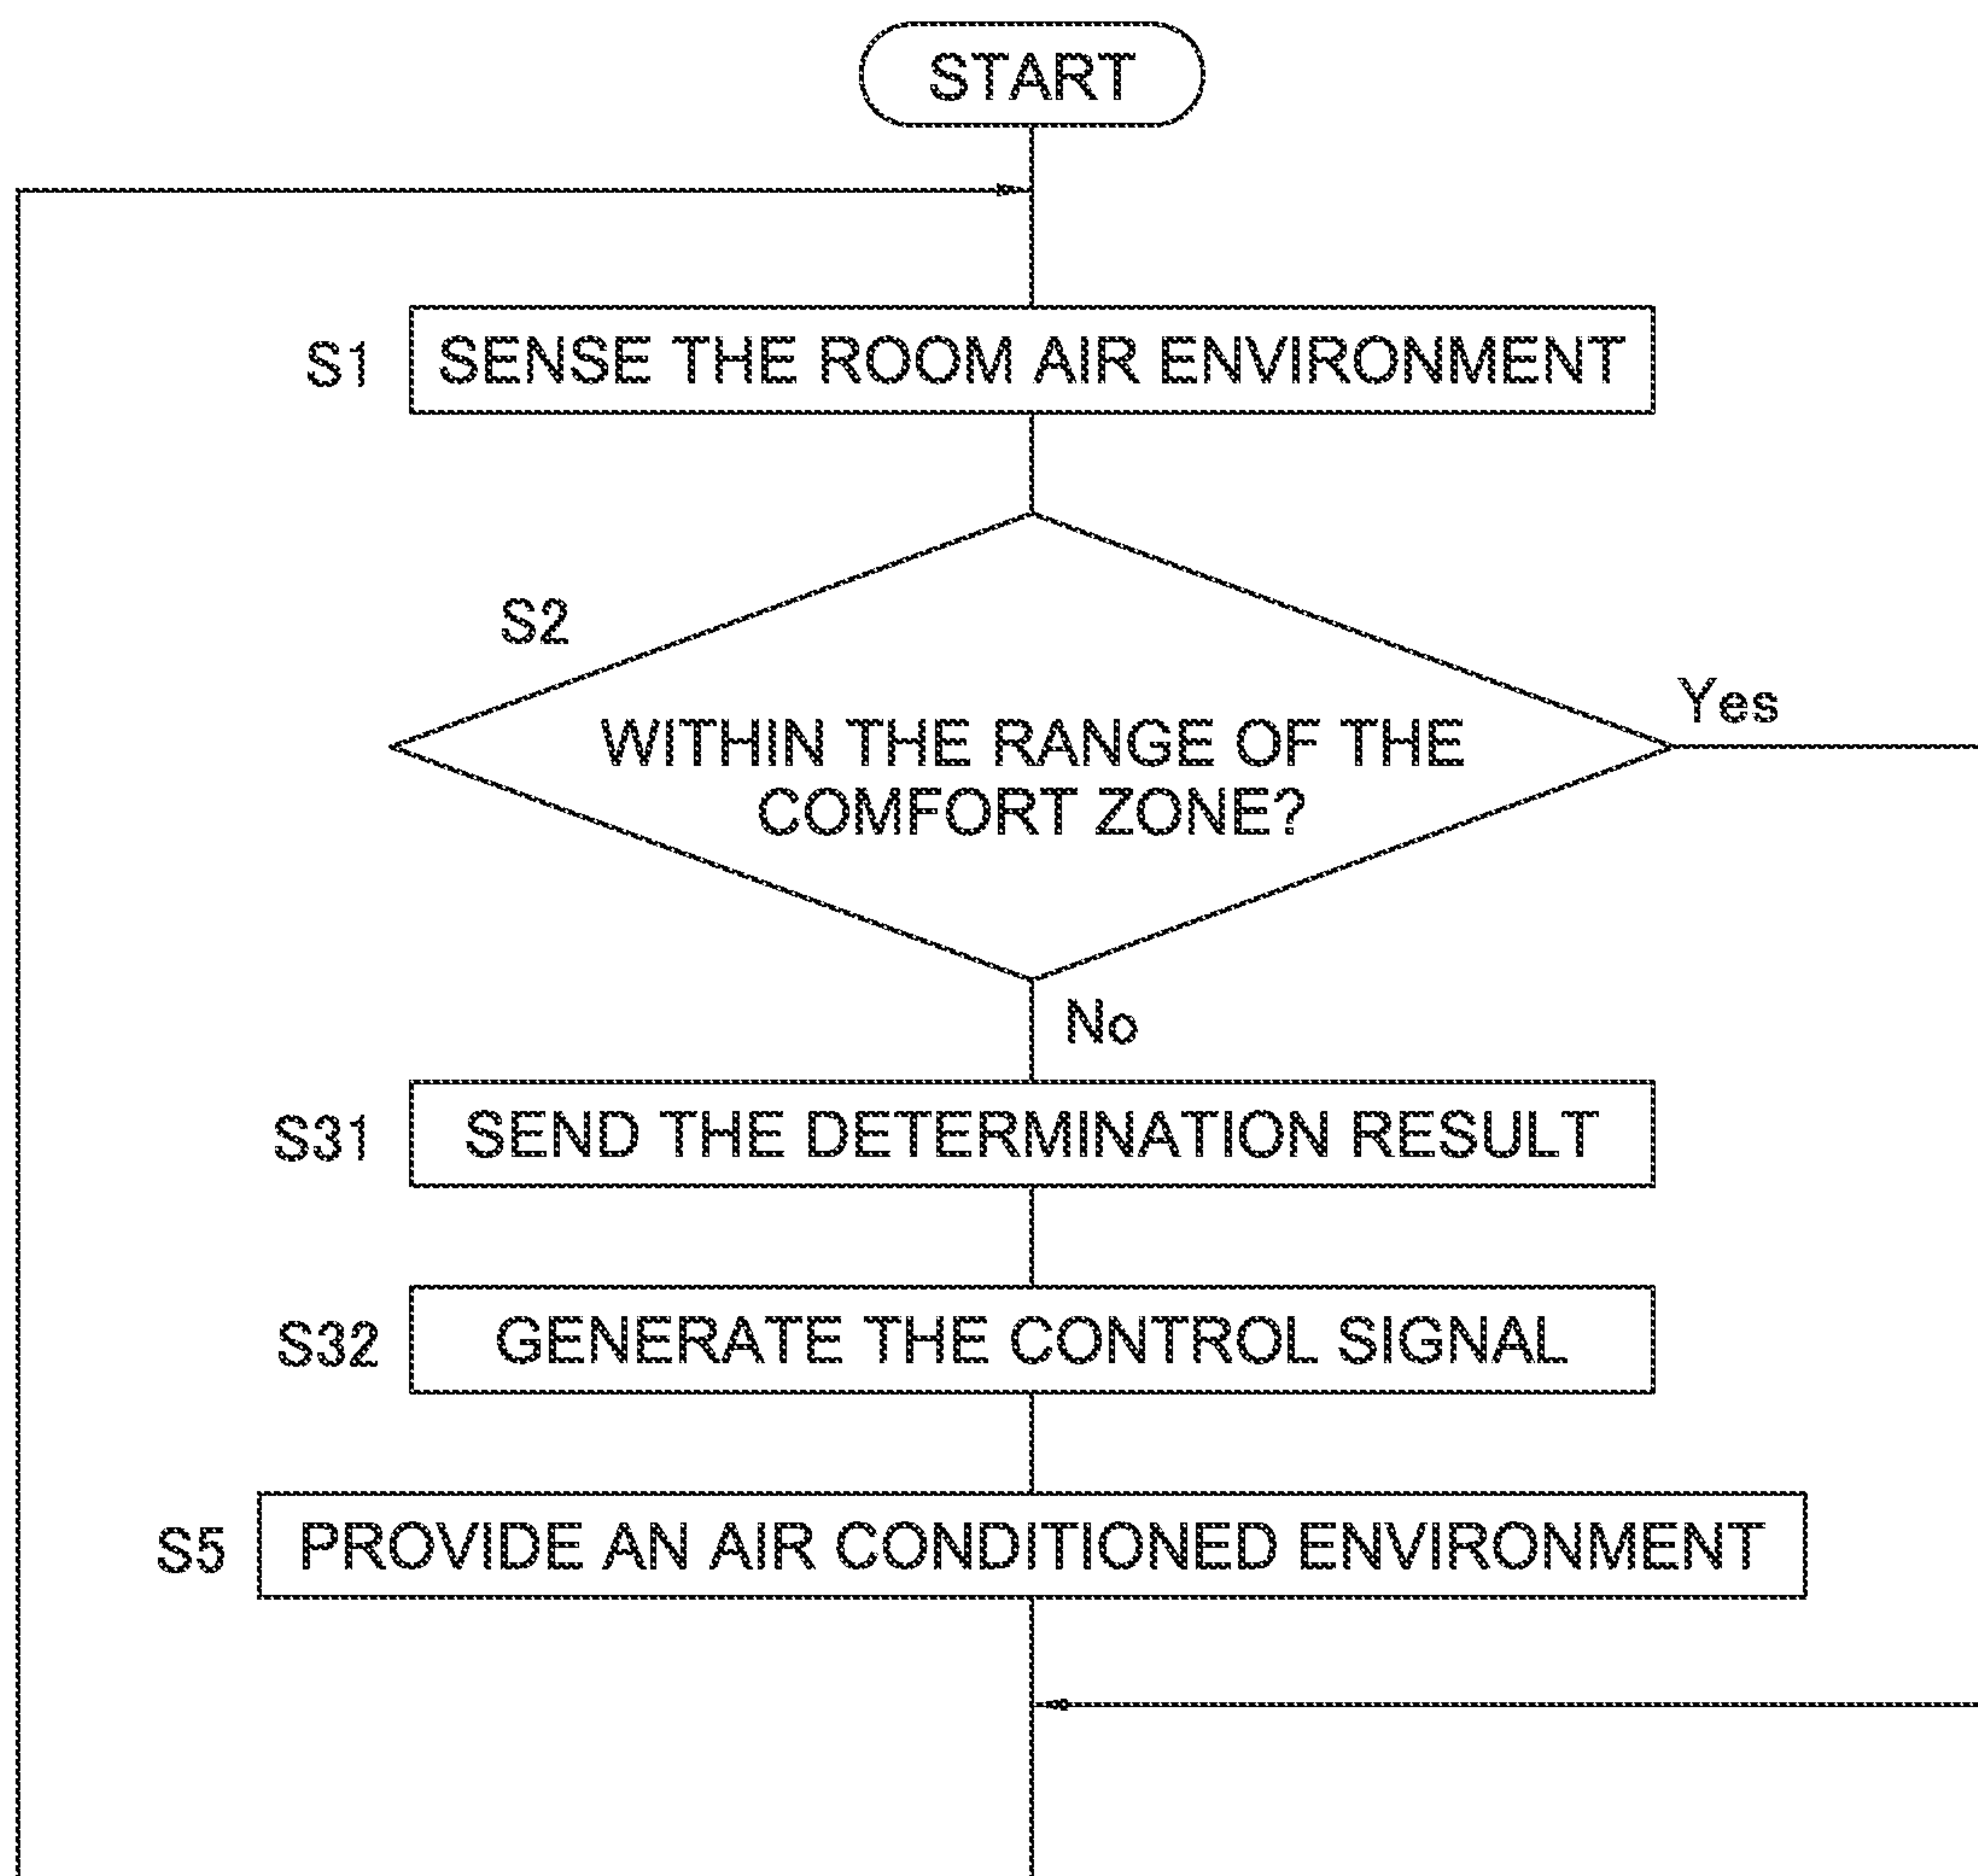 START
S1 SENSE THE ROOM AIR ENVIRONMENT
S2
Yes
WITHIN THE RANGE OF THE
COMFORT ZONE?
No
S31 SEND THE DETERMINATION RESULT
S32 GENERATE THE CONTROL SIGNAL
S5 PROVIDE AN AIR CONDITIONED ENVIRONMENT